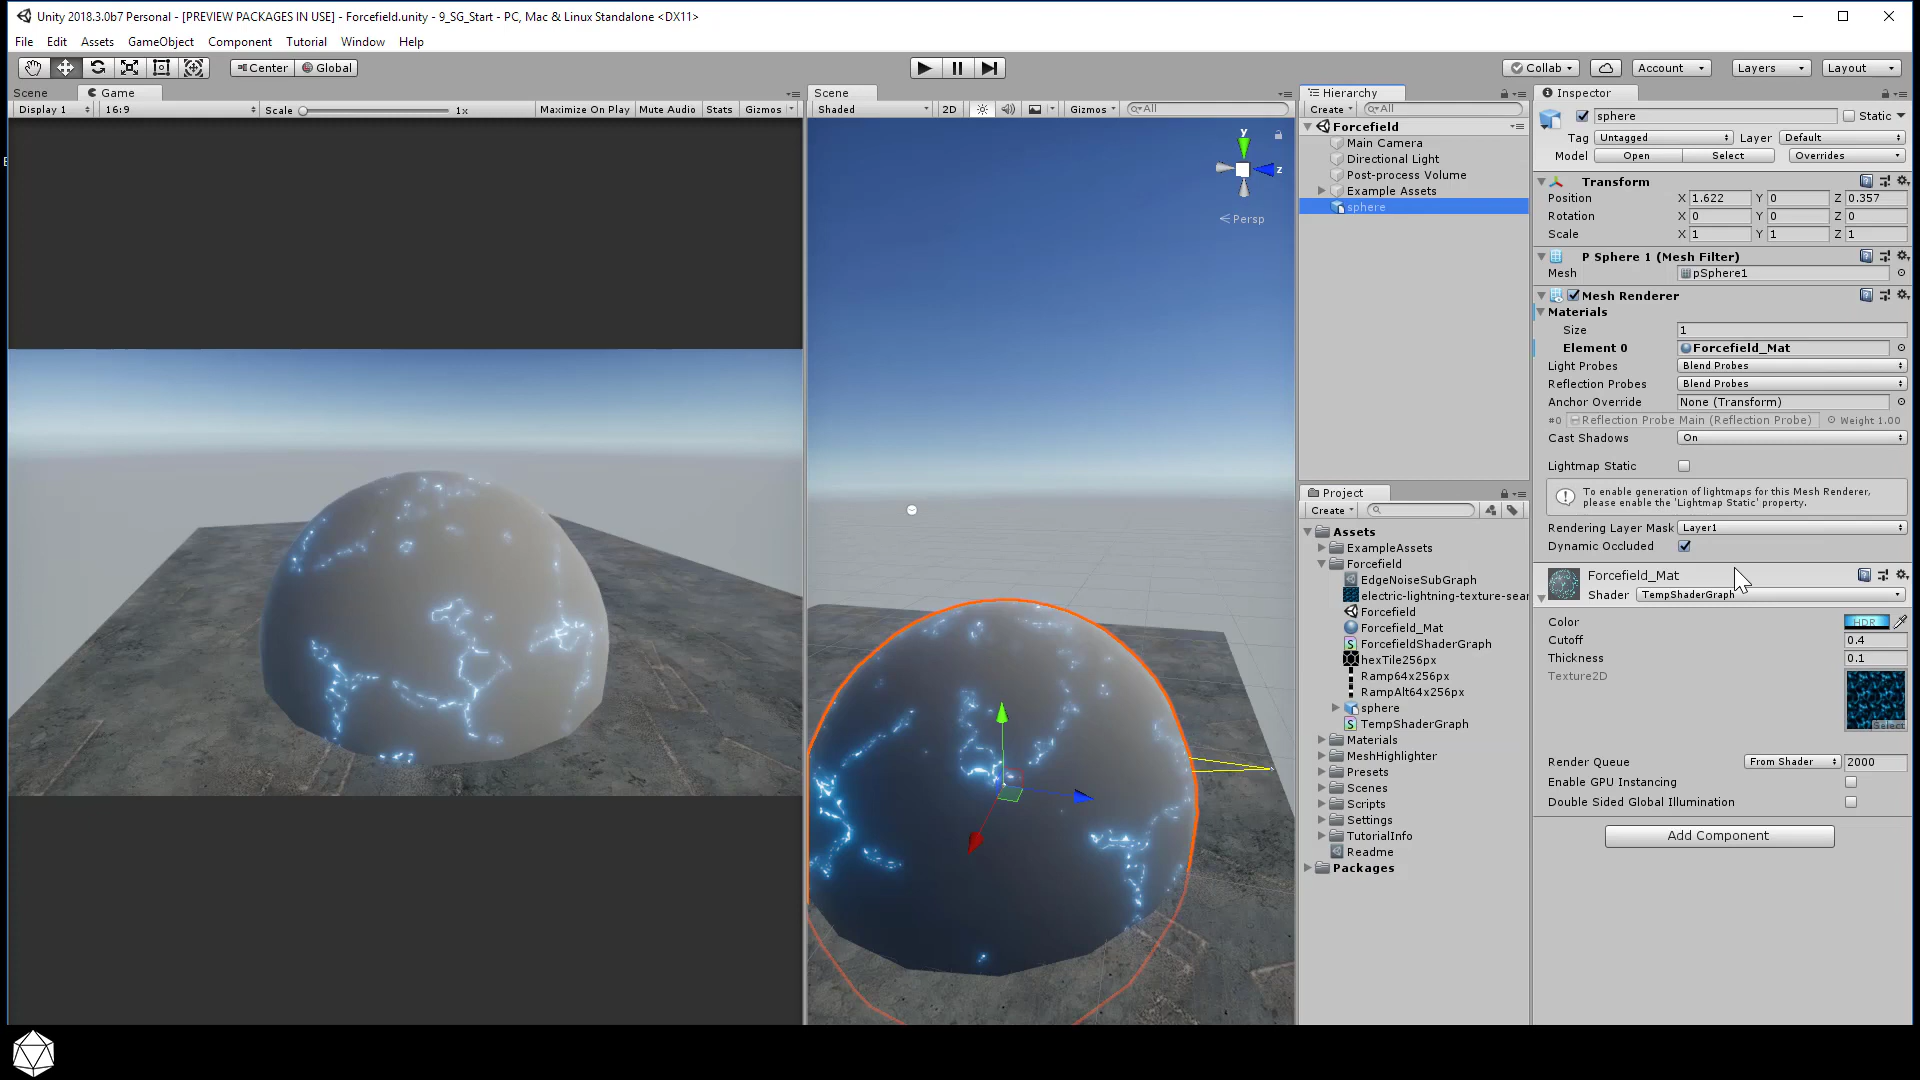 Unity 2018.3.0b7 Personal - [PREVIEW PACKAGES IN USE] - Forcefield.unity - 9_SG_Start - PC, Mac & Linux Standalone <DX11>
File Edit Assets GameObject Component Tutorial Window Help
Center Global Collab Account Layers Layout
Scene Game
Display 1 16:9 Scale 1x Maximize On Play Mute Audio Stats Gizmos
Scene
Shaded 2D Gizmos All
y
z
Persp
Hierarchy
Create All
Forcefield
Main Camera
Directional Light
Post-process Volume
Example Assets
sphere
Project
Create
Assets
ExampleAssets
Forcefield
EdgeNoiseSubGraph
electric-lightning-texture-sear
Forcefield
Forcefield_Mat
ForcefieldShaderGraph
hexTile256px
Ramp64x256px
RampAlt64x256px
sphere
TempShaderGraph
Materials
MeshHighlighter
Presets
Scenes
Scripts
Settings
TutorialInfo
Readme
Packages
Inspector
sphere Static
Tag Untagged Layer Default
Model Open Select Overrides
Transform
Position X 1.622 Y 0 Z 0.357
Rotation X 0 Y 0 Z 0
Scale X 1 Y 1 Z 1
P Sphere 1 (Mesh Filter)
Mesh pSphere1
Mesh Renderer
Materials
Size 1
Element 0 Forcefield_Mat
Light Probes Blend Probes
Reflection Probes Blend Probes
Anchor Override None (Transform)
#0 Reflection Probe Main (Reflection Probe) Weight 1.00
Cast Shadows On
Lightmap Static
To enable generation of lightmaps for this Mesh Renderer,
please enable the 'Lightmap Static' property.
Rendering Layer Mask Layer1
Dynamic Occluded
Forcefield_Mat
Shader TempShaderGraph
Color HDR
Cutoff 0.4
Thickness 0.1
Texture2D
Select
Render Queue From Shader 2000
Enable GPU Instancing
Double Sided Global Illumination
Add Component